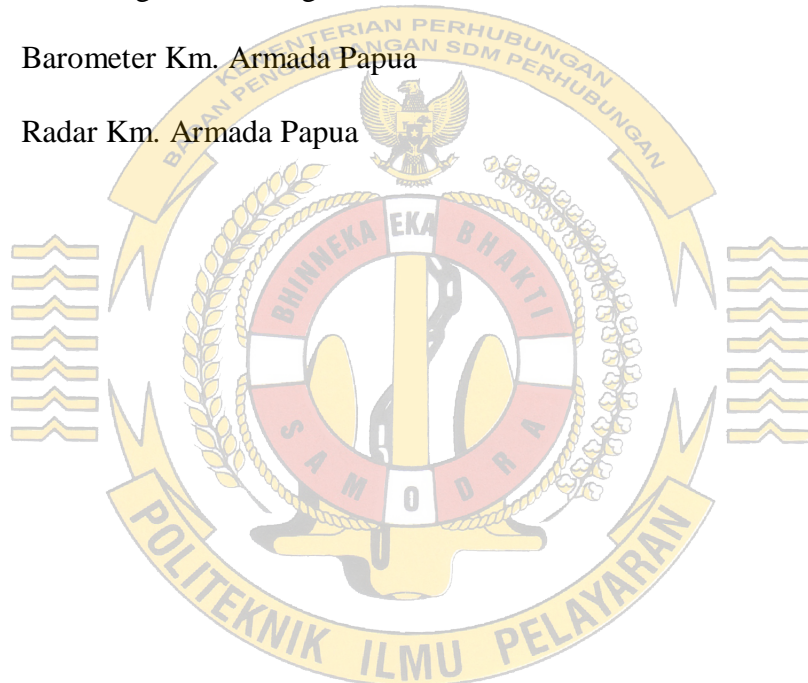 KEMENTERIAN PERHUBUNGAN
BADAN PENGEMBANGAN SDM PERHUBUNGAN
Barometer Km. Armada Papua
Radar Km. Armada Papua
BHINNEKA EKA BHAKTI
SAMODRA
POLITEKNIK ILMU PELAYARAN